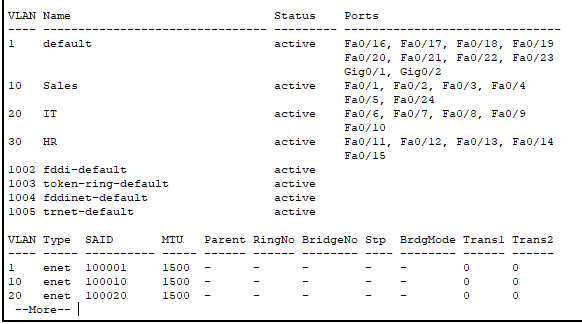 VLAN Name                             Status    Ports
---- -------------------------------- --------- -------------------------------
1    default                          active    Fa0/16, Fa0/17, Fa0/18, Fa0/19
                                                Fa0/20, Fa0/21, Fa0/22, Fa0/23
                                                Gig0/1, Gig0/2
10   Sales                            active    Fa0/1, Fa0/2, Fa0/3, Fa0/4
                                                Fa0/5, Fa0/24
20   IT                               active    Fa0/6, Fa0/7, Fa0/8, Fa0/9
                                                Fa0/10
30   HR                               active    Fa0/11, Fa0/12, Fa0/13, Fa0/14
                                                Fa0/15
1002 fddi-default                     active
1003 token-ring-default               active
1004 fddinet-default                  active
1005 trnet-default                    active
VLAN Type  SAID       MTU   Parent RingNo BridgeNo Stp  BrdgMode Trans1 Trans2
---- ----- ---------- ----- ------ ------ -------- ---- -------- ------ ------
1    enet  100001     1500  -      -      -        -    -        0      0
10   enet  100010     1500  -      -      -        -    -        0      0
20   enet  100020     1500  -      -      -        -    -        0      0
 --More--